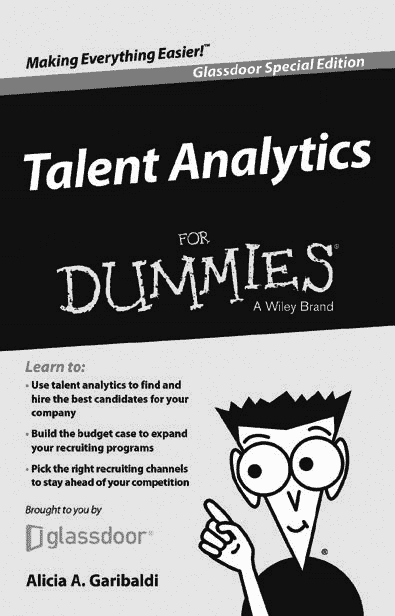 Making Everything Easier!™
Glassdoor Special Edition
Talent Analytics
FOR
DUMMIES®
A Wiley Brand
Learn to:
• Use talent analytics to find and
hire the best candidates for your
company
• Build the budget case to expand
your recruiting programs
• Pick the right recruiting channels
to stay ahead of your competition
Brought to you by
glassdoor®
Alicia A. Garibaldi
®